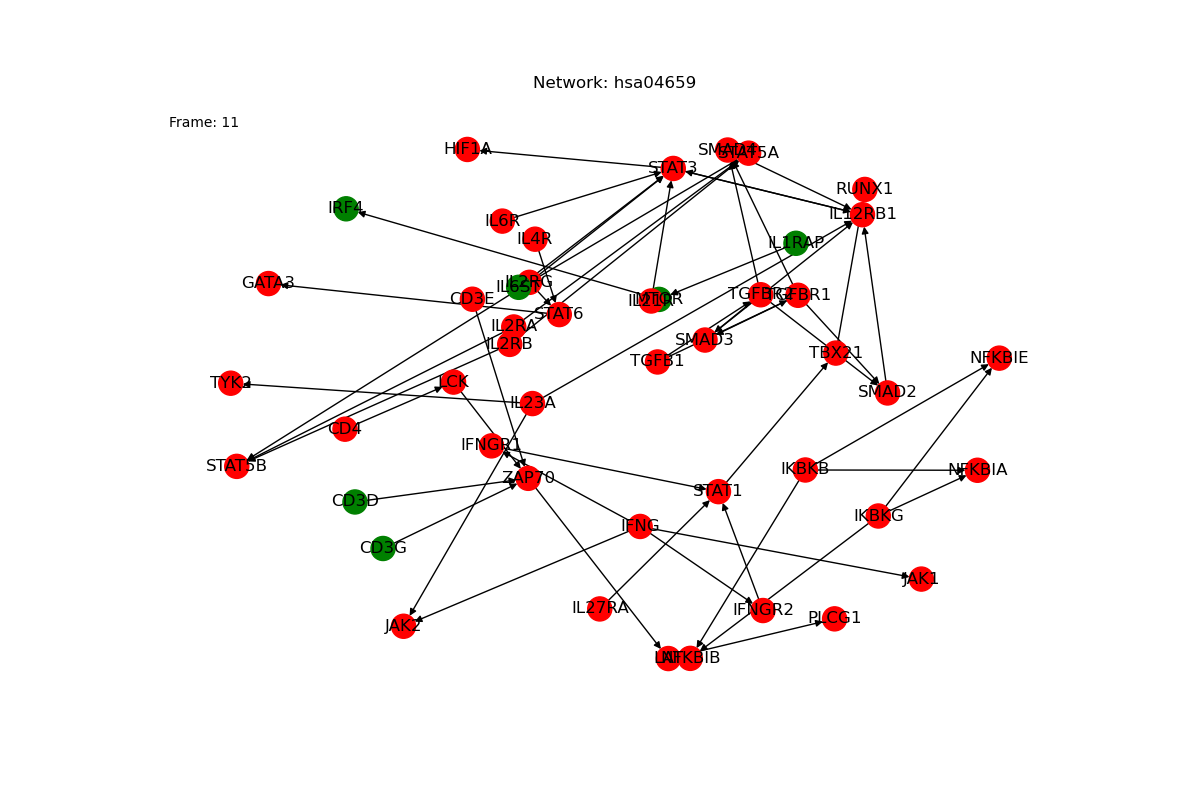 Network: hsa04659
Frame: 11
HIF1A
SMAD4
STAT5A
STAT3
RUNX1
IRF4
IL12RB1
IL6R
IL4R
IL1RAP
GATA3
IL2RG
IL6ST
CD3E
MTOR
IL21R
TGFBR2
TGFBR1
STAT6
IL2RA
IL2RB
SMAD3
TBX21
TGFB1
NFKBIE
TYK2
LCK
SMAD2
IL23A
CD4
IFNGR1
STAT5B
IKBKB
NFKBIA
ZAP70
STAT1
CD3D
IKBKG
IFNG
CD3G
JAK1
IL27RA
IFNGR2
PLCG1
JAK2
LAT
NFKBIB